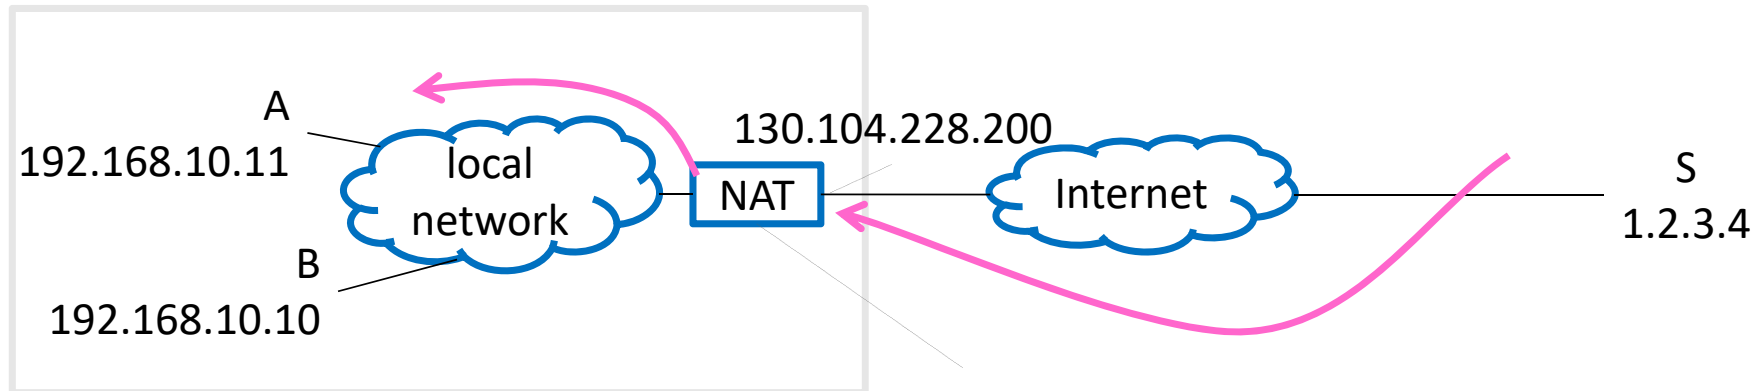 A
192.168.10.11
local
network
B
192.168.10.10
NAT
130.104.228.200
Internet
S
1.2.3.4